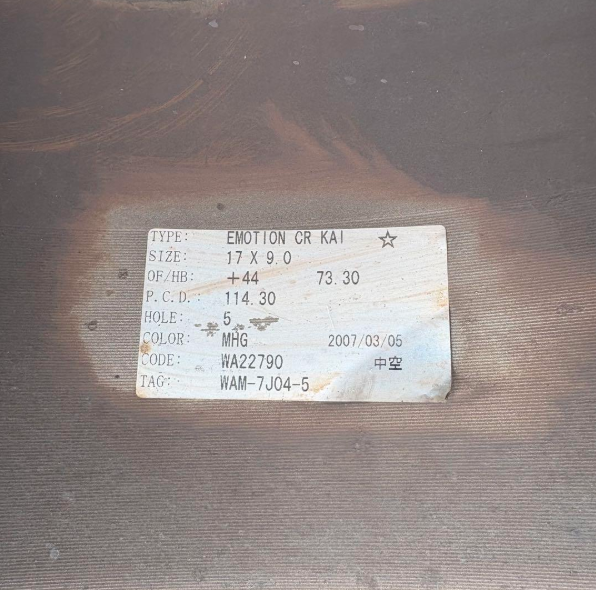 TYPE: EMOTION CR KAI ☆
SIZE: 17 X 9.0
OF/HB: +44 73.30
P.C.D.: 114.30
HOLE: 5
COLOR: MHG 2007/03/05
CODE: WA22790 中空
TAG: WAM-7J04-5